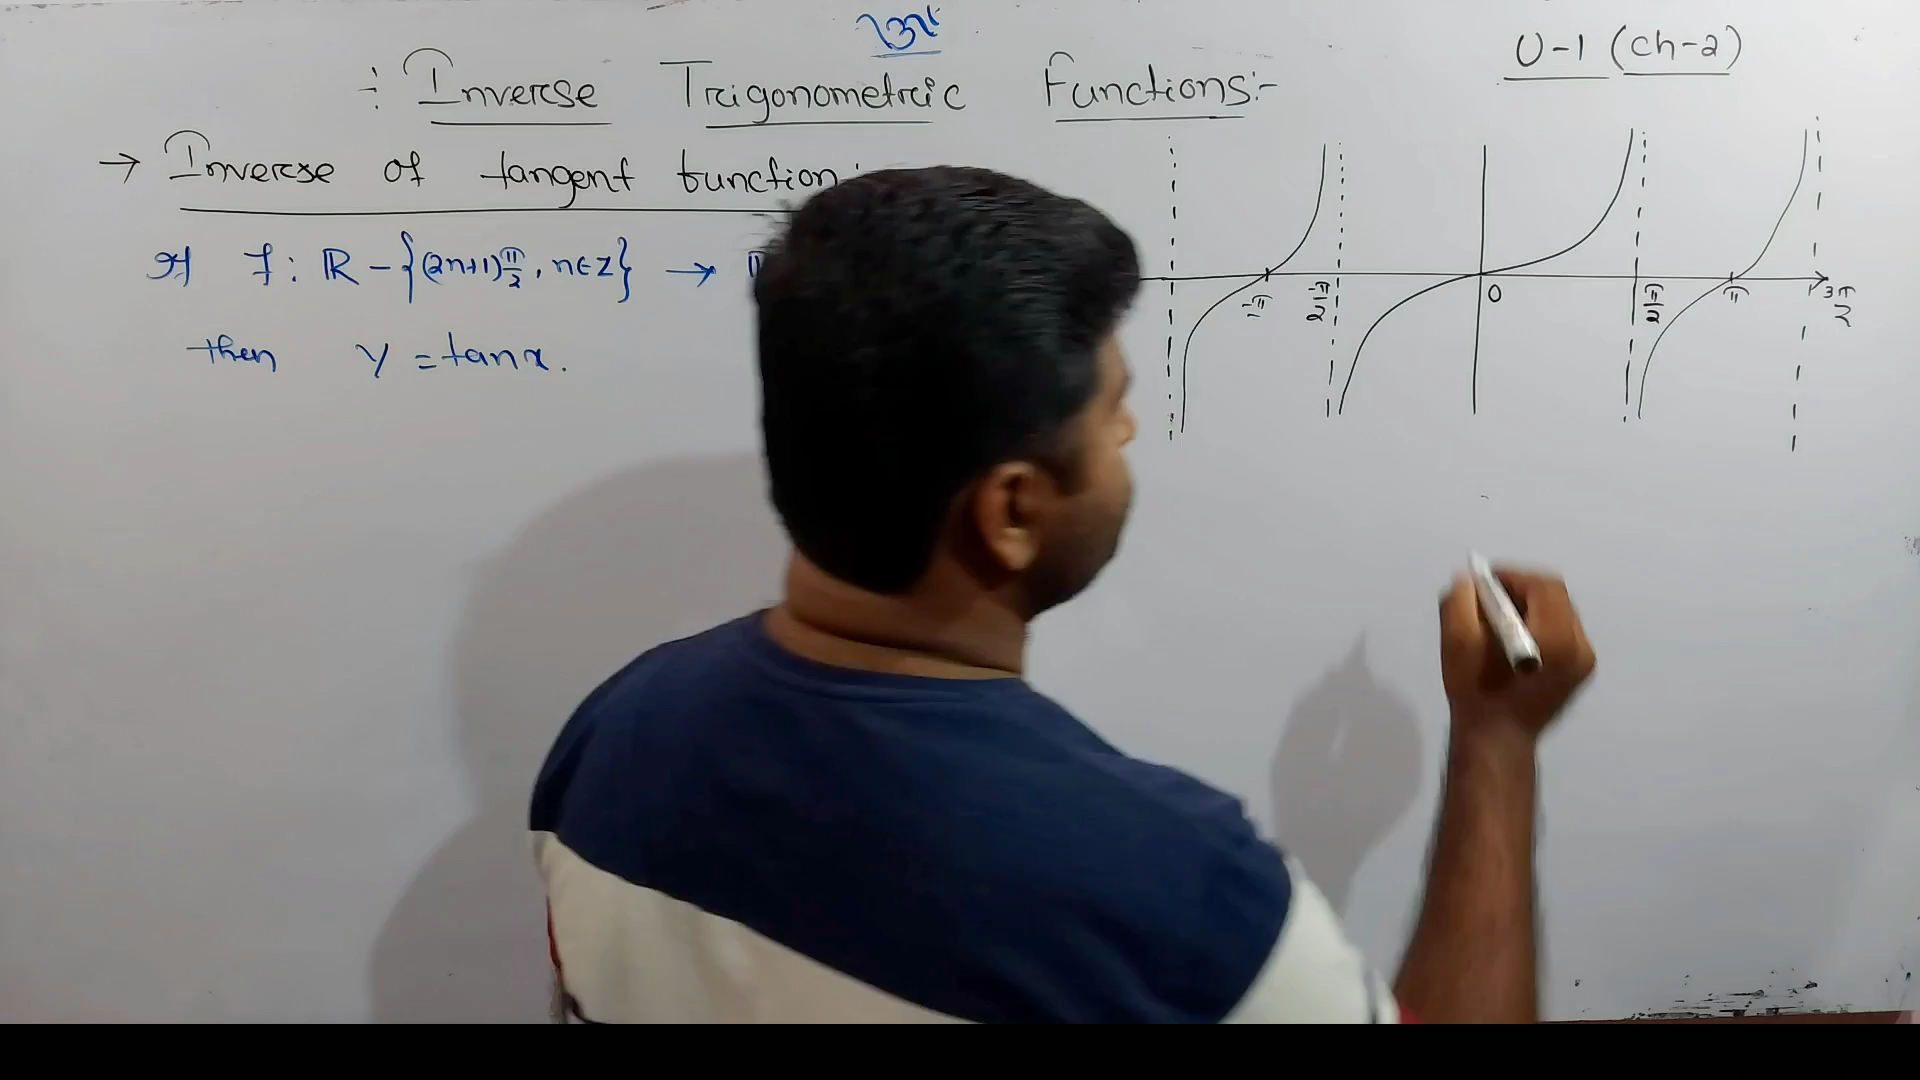 U-1 (ch-2)
:- Inverse Trigonometric Functions:-
→ Inverse of tangent function:
If f: ℝ - {(2n+1)π/2, n∈Z} →
then y = tanx.
-π -π/2 0 π/2 π 3π/2